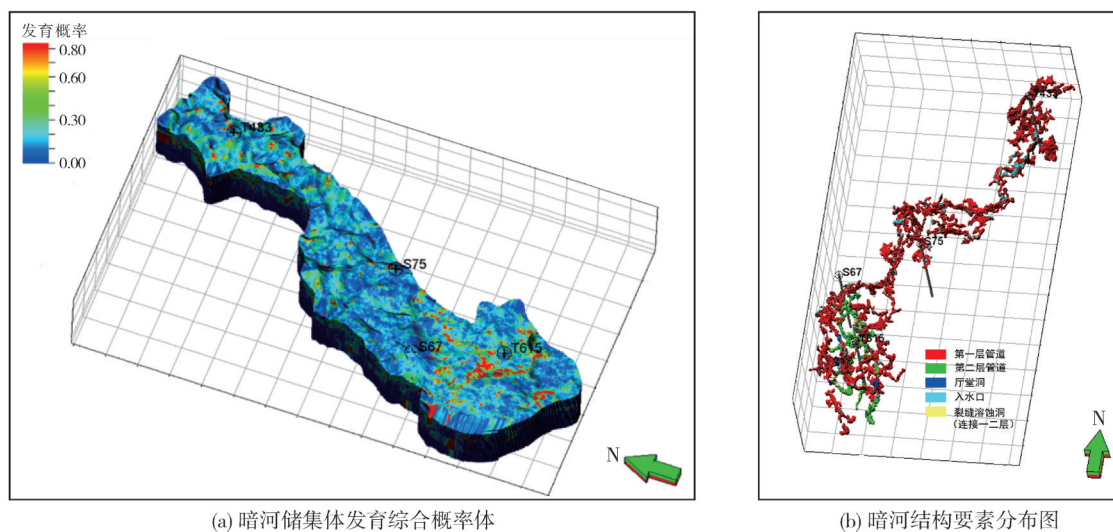 发育概率
0.80
0.60
0.30
0.00
T433
S75
S67
T615
N
(a) 暗河储集体发育综合概率体
T433
S75
S67
T615
第一层管道
第二层管道
厅堂洞
入水口
裂缝溶蚀洞
(连接一二层)
N
(b) 暗河结构要素分布图